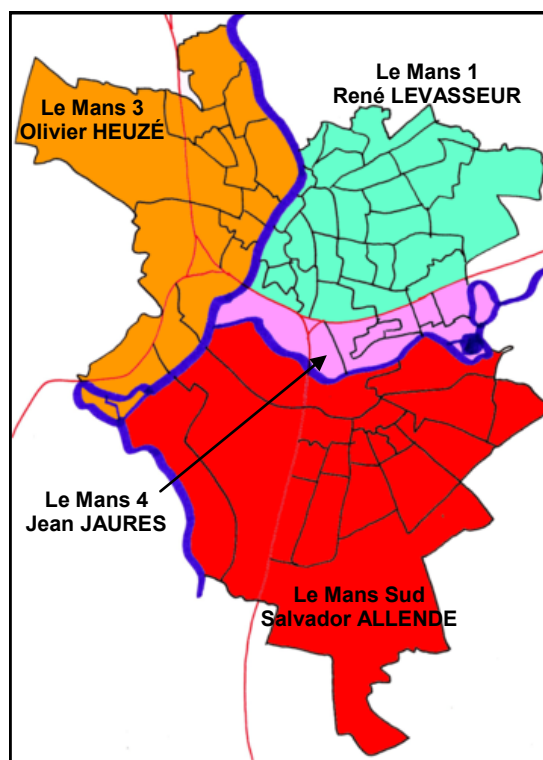 Le Mans 1
René LEVASSEUR
Le Mans 3
Olivier HEUZÉ
Le Mans 4
Jean JAURES
Le Mans Sud
Salvador ALLENDE